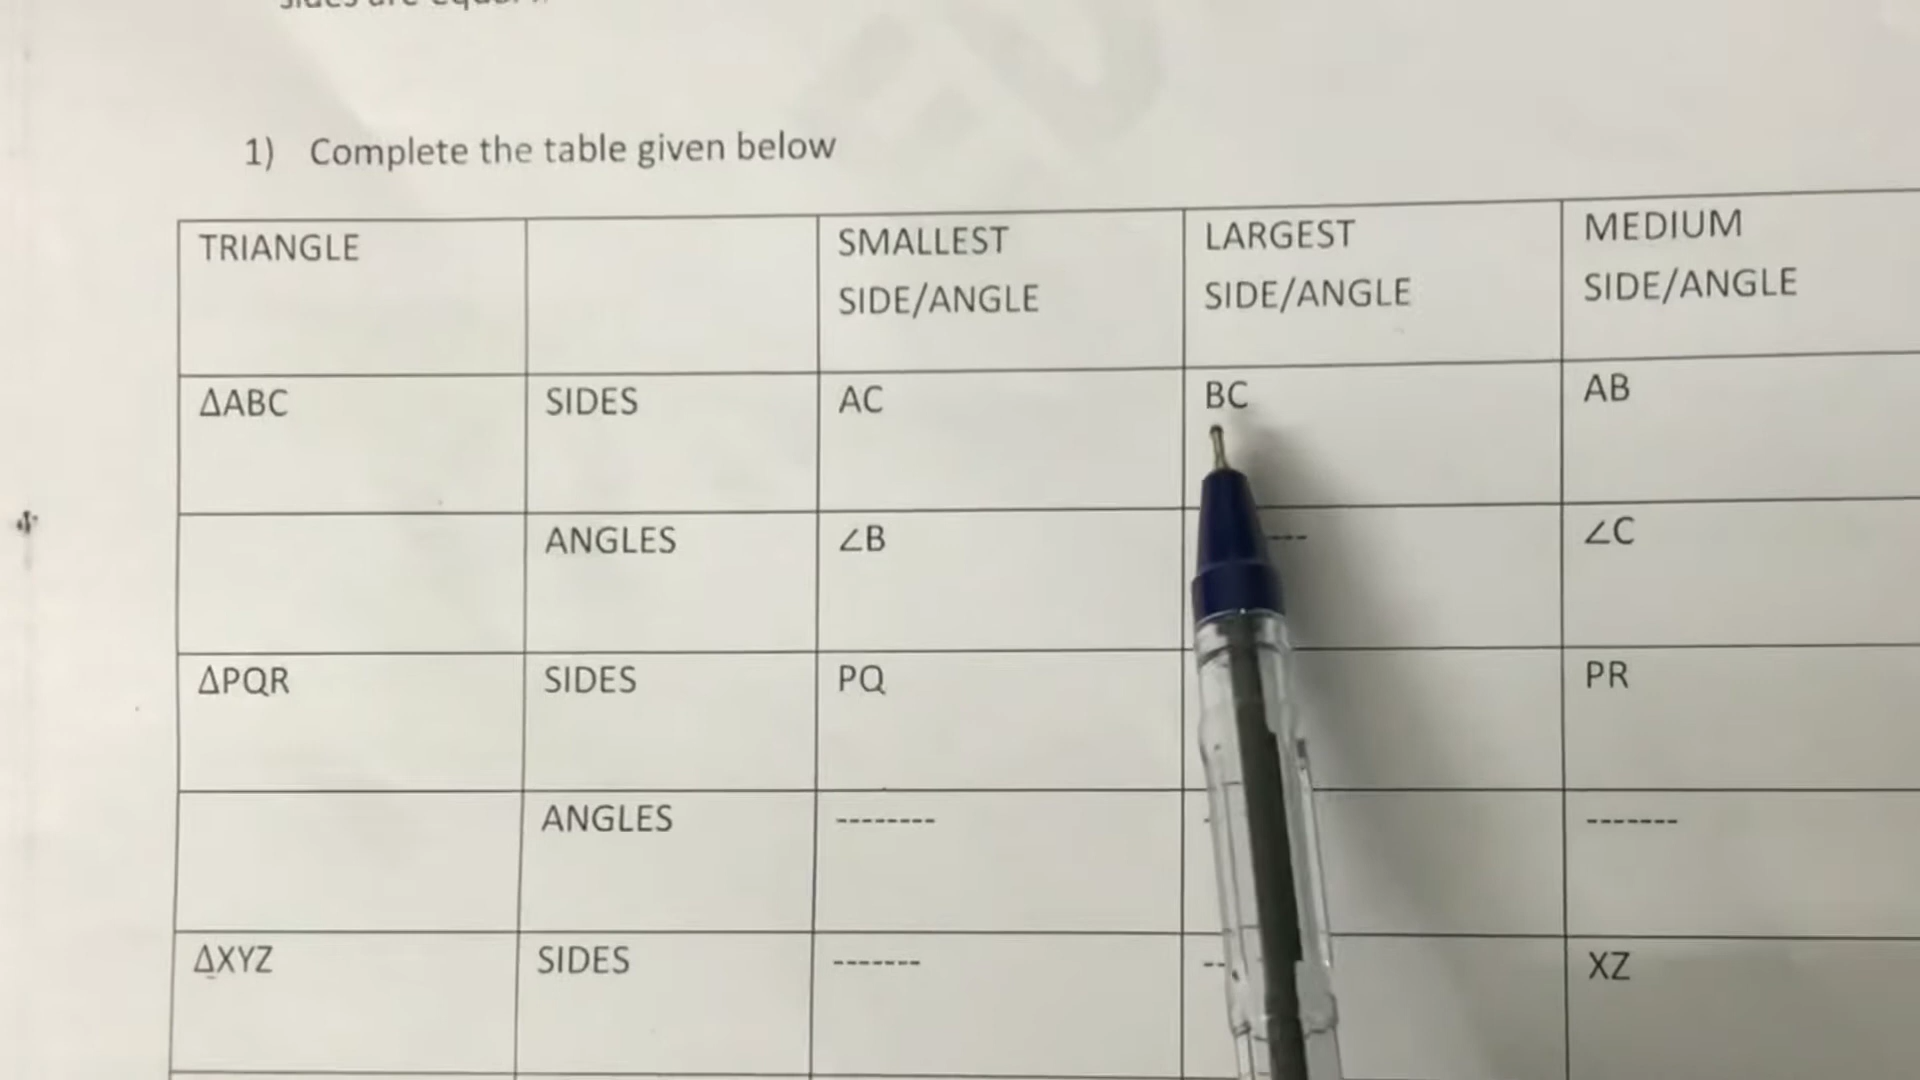 1) Complete the table given below
TRIANGLE
SMALLEST
SIDE/ANGLE
LARGEST
SIDE/ANGLE
MEDIUM
SIDE/ANGLE
ΔABC SIDES AC BC AB
ANGLES ∠B --- ∠C
ΔPQR SIDES PQ PR
ANGLES -------- - -------
ΔXYZ SIDES ------- -- XZ